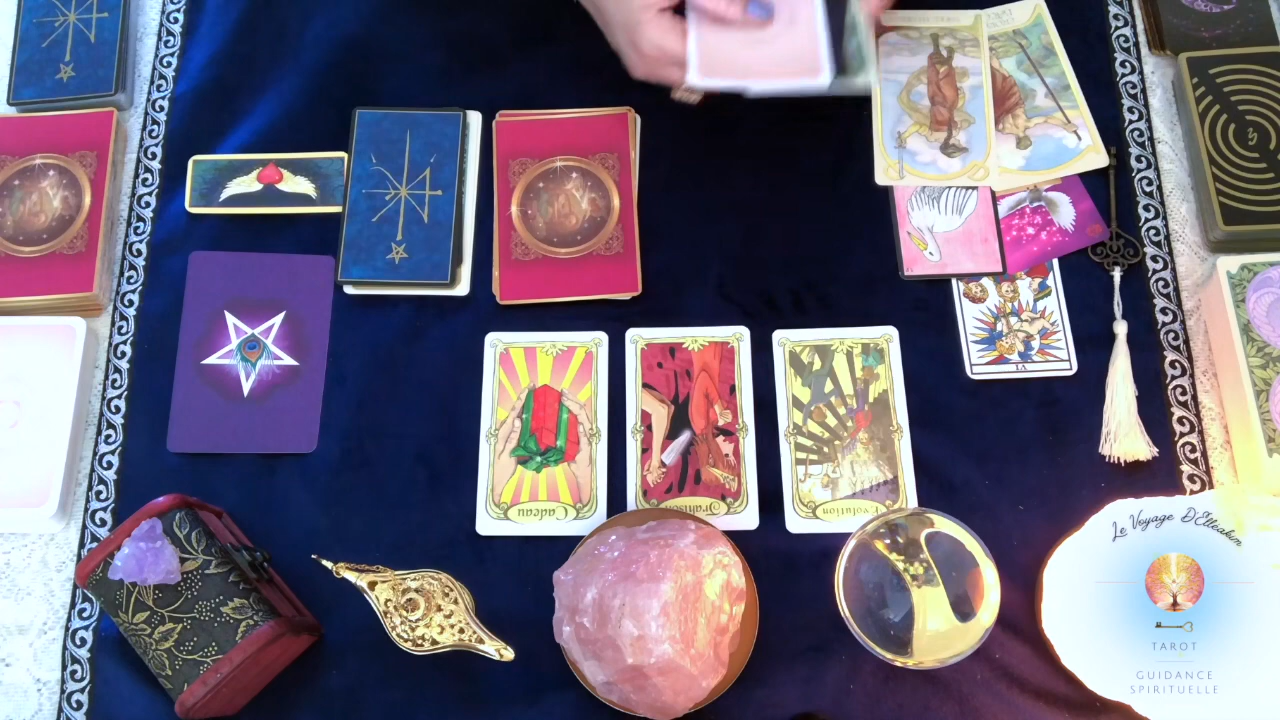 Cadeau
Trahison
Evolution
VI
Le Voyage D'Elleakim
TAROT
GUIDANCE
SPIRITUELLE